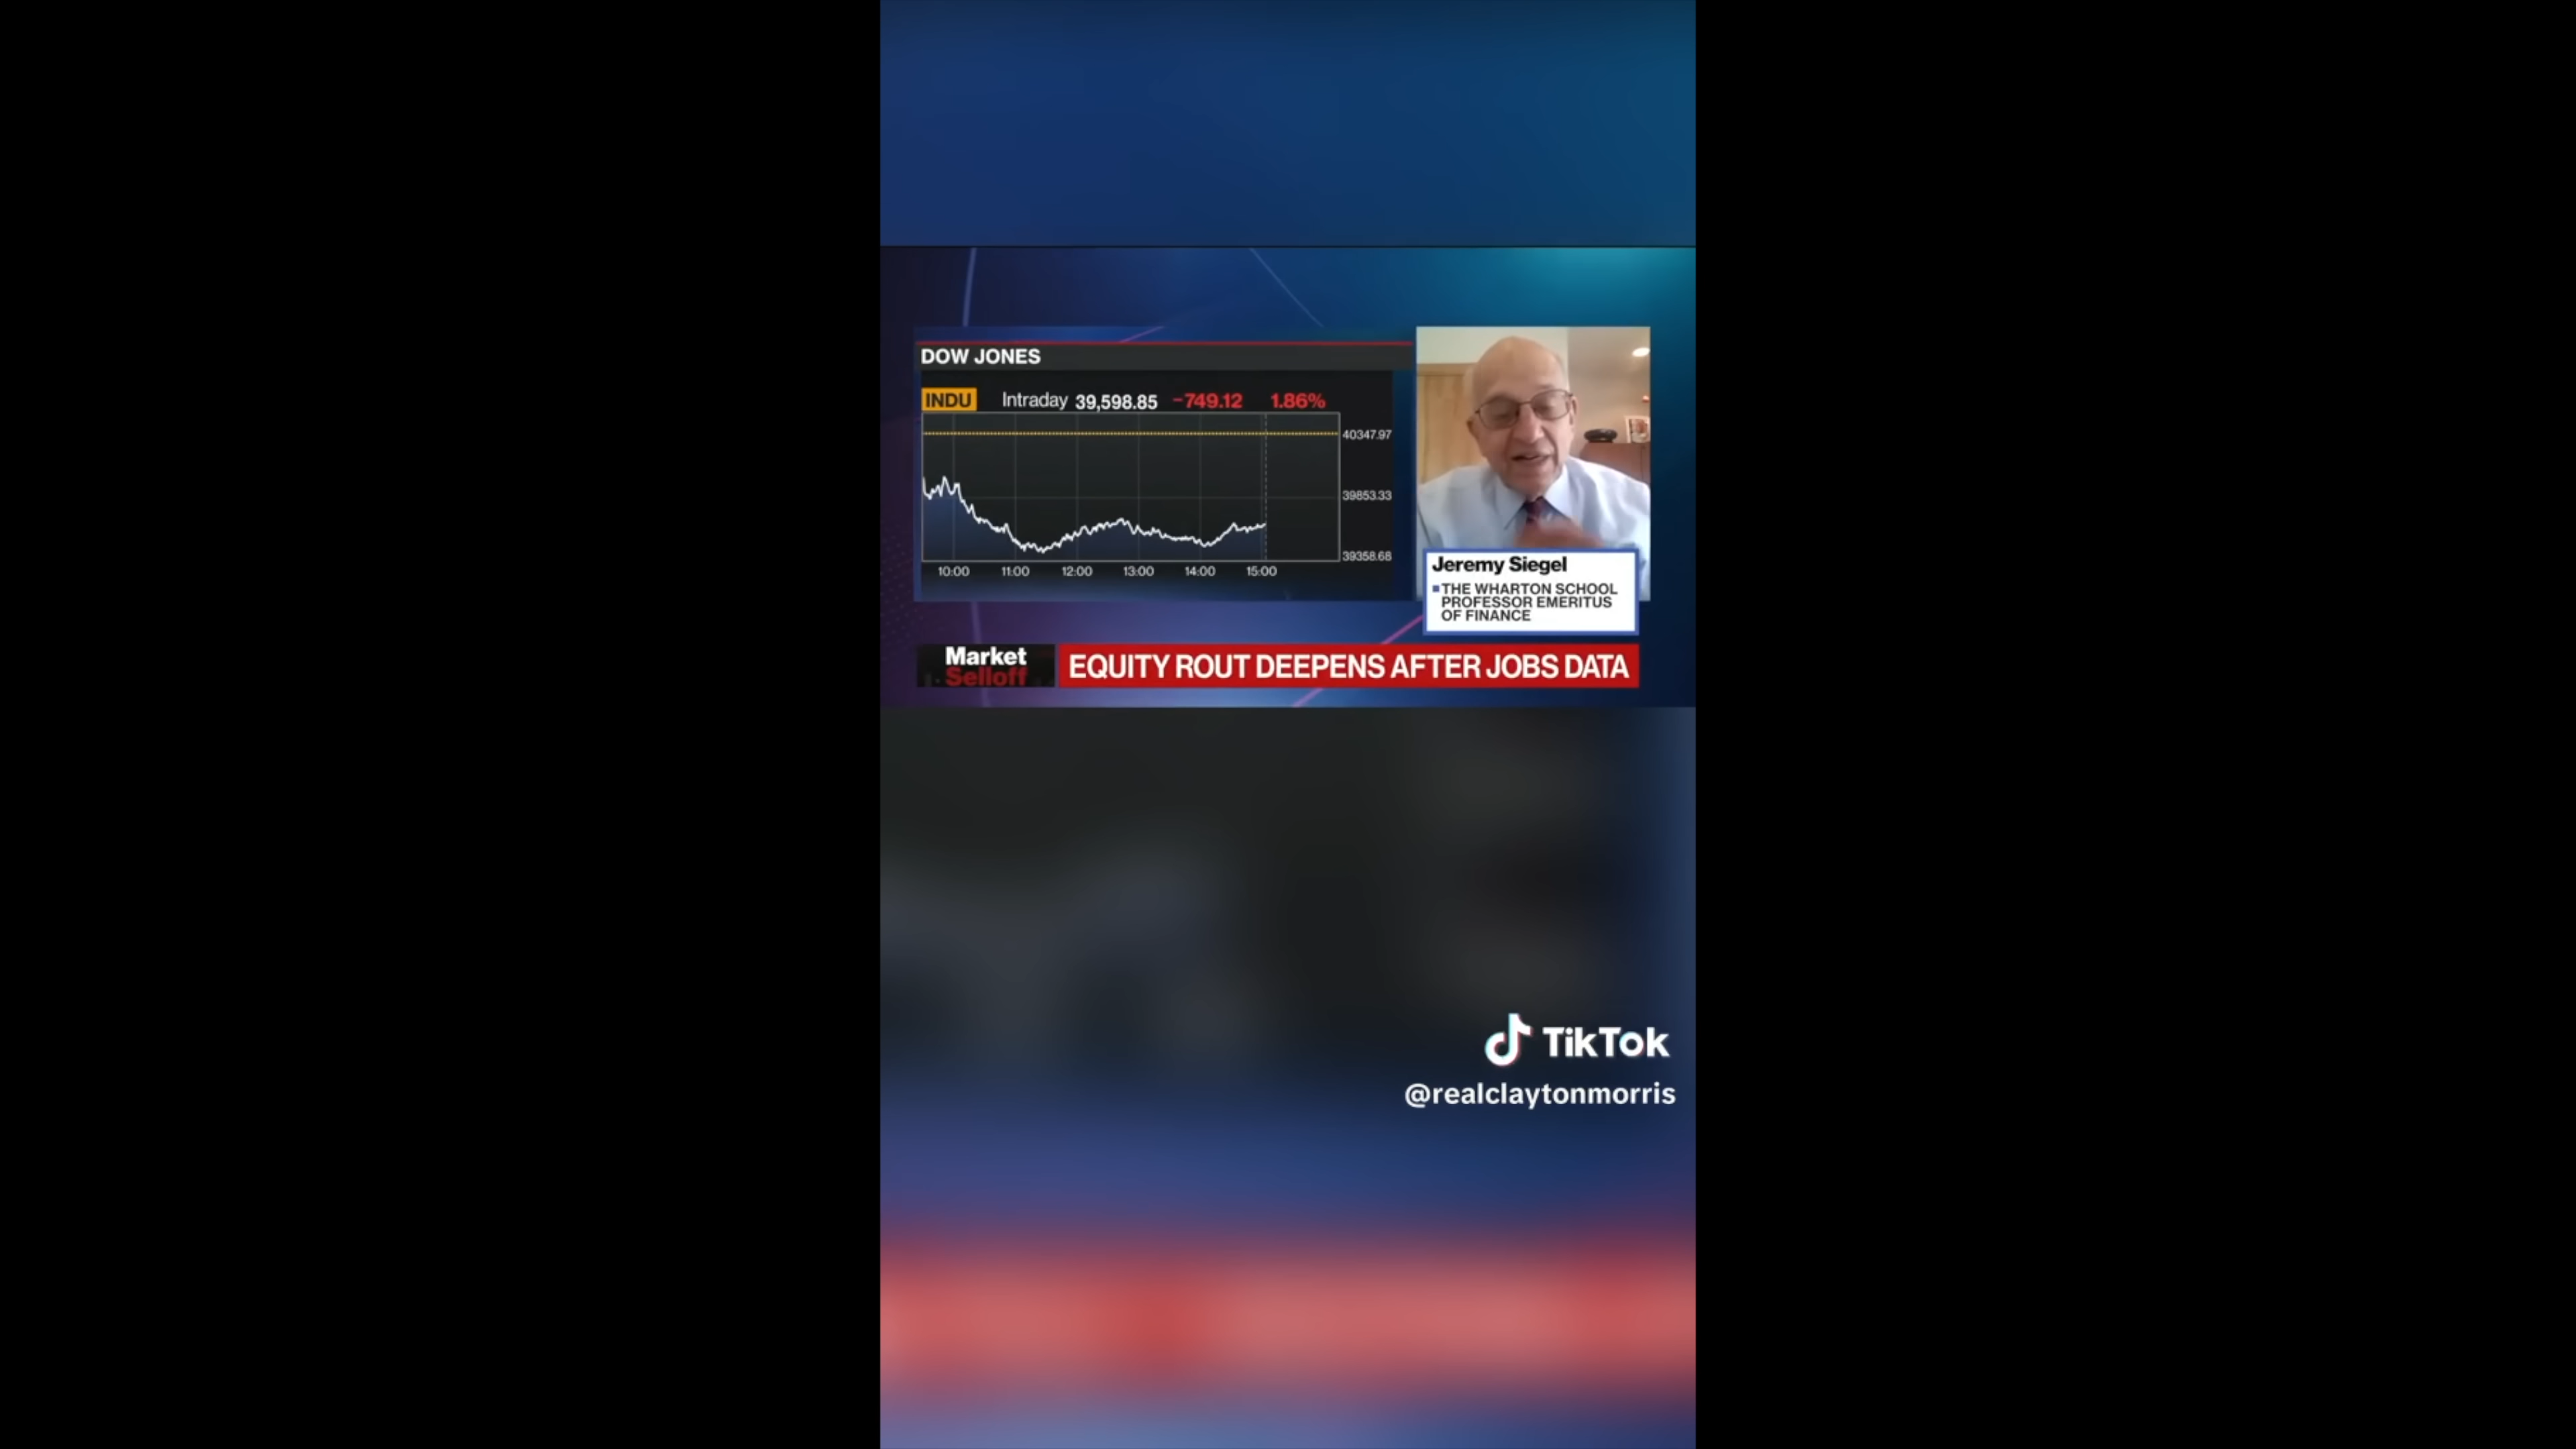 DOW JONES
INDU Intraday 39,598.85 -749.12 1.86%
40347.97
39853.33
39358.68
10:00 11:00 12:00 13:00 14:00 15:00
Jeremy Siegel
THE WHARTON SCHOOL
PROFESSOR EMERITUS
OF FINANCE
Market
Selloff
EQUITY ROUT DEEPENS AFTER JOBS DATA
TikTok
@realclaytonmorris